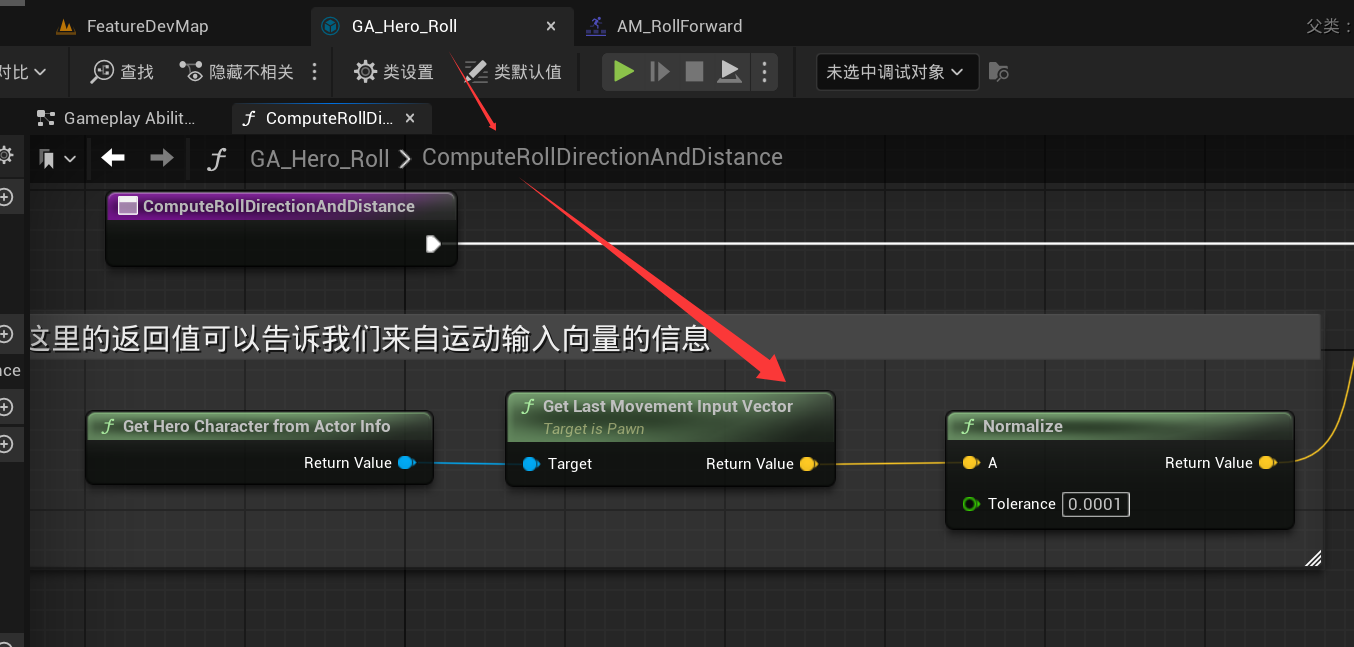 FeatureDevMap
GA_Hero_Roll
AM_RollForward
父类：
对比
查找
隐藏不相关
类设置
类默认值
未选中调试对象
Gameplay Abilit...
ComputeRollDi...
GA_Hero_Roll
ComputeRollDirectionAndDistance
ComputeRollDirectionAndDistance
这里的返回值可以告诉我们来自运动输入向量的信息
Get Hero Character from Actor Info
Return Value
Get Last Movement Input Vector
Target is Pawn
Target
Return Value
Normalize
A
Return Value
Tolerance
0.0001